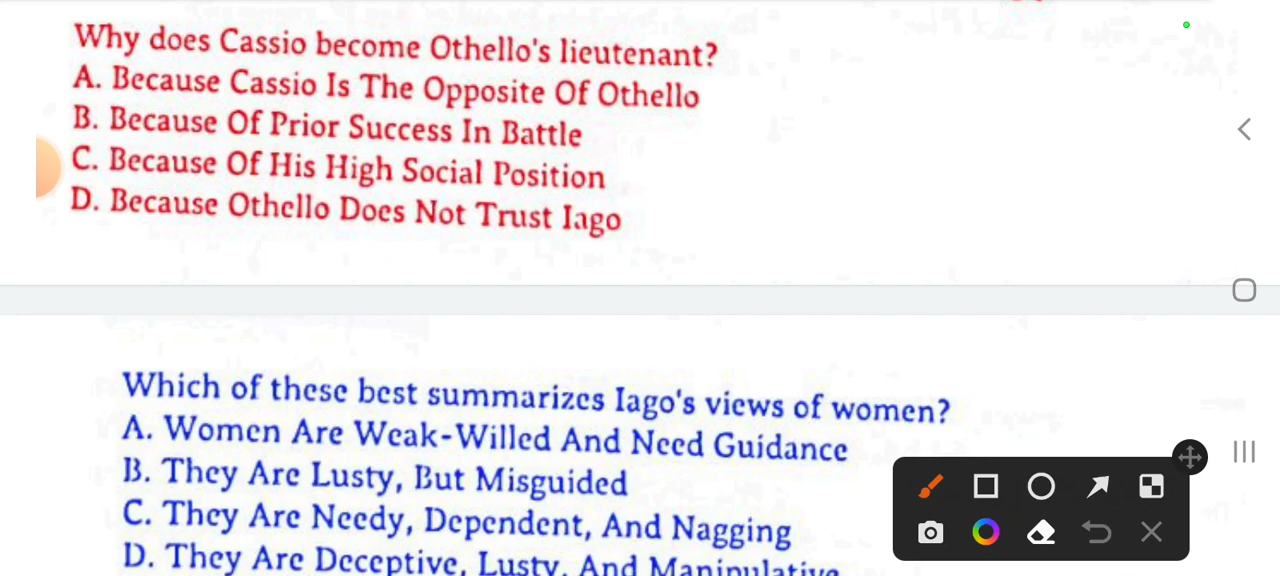 Why does Cassio become Othello's lieutenant?
A. Because Cassio Is The Opposite Of Othello
B. Because Of Prior Success In Battle
C. Because Of His High Social Position
D. Because Othello Does Not Trust Iago
Which of these best summarizes Iago's views of women?
A. Women Are Weak-Willed And Need Guidance
B. They Are Lusty, But Misguided
C. They Are Needy, Dependent, And Nagging
D. They Are Deceptive, Lusty, And Manipulative